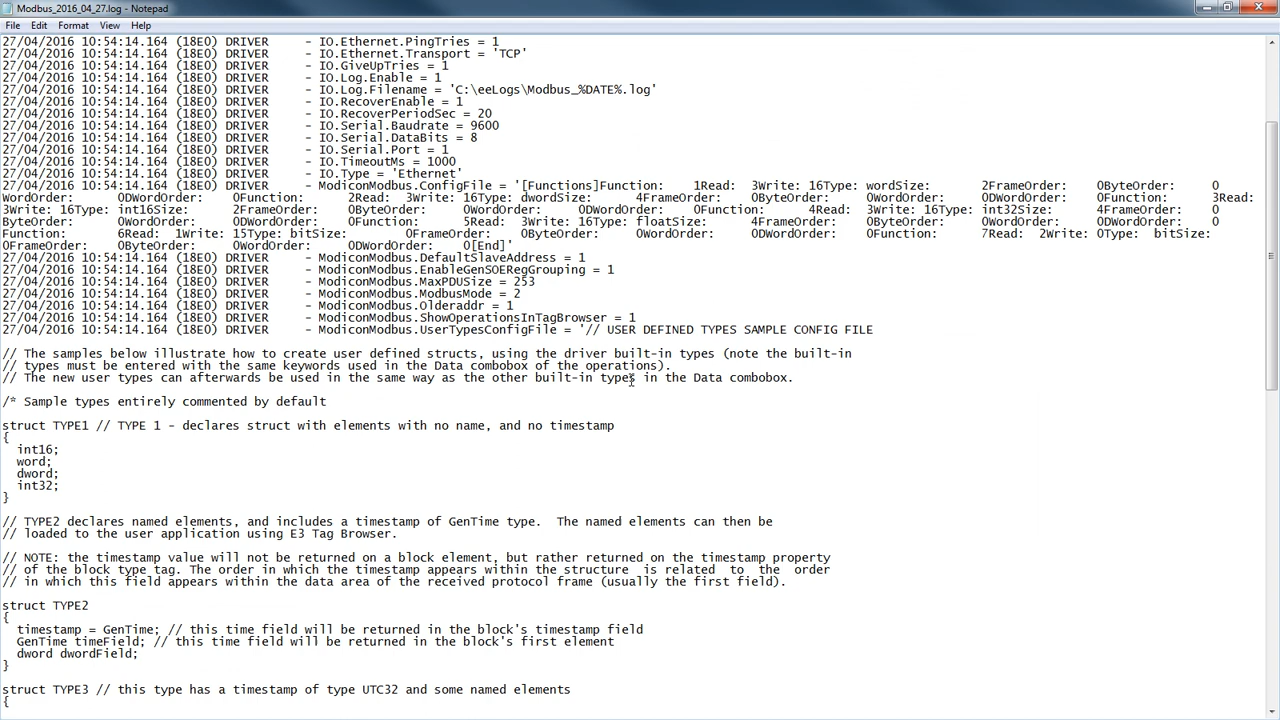 Modbus_2016_04_27.log - Notepad
File Edit Format View Help
27/04/2016 10:54:14.164 (18E0) DRIVER - IO.Ethernet.PingTries = 1
27/04/2016 10:54:14.164 (18E0) DRIVER - IO.Ethernet.Transport = 'TCP'
27/04/2016 10:54:14.164 (18E0) DRIVER - IO.GiveUpTries = 1
27/04/2016 10:54:14.164 (18E0) DRIVER - IO.Log.Enable = 1
27/04/2016 10:54:14.164 (18E0) DRIVER - IO.Log.Filename = 'C:\eeLogs\Modbus_%DATE%.log'
27/04/2016 10:54:14.164 (18E0) DRIVER - IO.RecoverEnable = 1
27/04/2016 10:54:14.164 (18E0) DRIVER - IO.RecoverPeriodSec = 20
27/04/2016 10:54:14.164 (18E0) DRIVER - IO.Serial.Baudrate = 9600
27/04/2016 10:54:14.164 (18E0) DRIVER - IO.Serial.DataBits = 8
27/04/2016 10:54:14.164 (18E0) DRIVER - IO.Serial.Port = 1
27/04/2016 10:54:14.164 (18E0) DRIVER - IO.TimeoutMs = 1000
27/04/2016 10:54:14.164 (18E0) DRIVER - IO.Type = 'Ethernet'
27/04/2016 10:54:14.164 (18E0) DRIVER - ModiconModbus.ConfigFile = '[Functions]Function: 1Read: 3Write: 16Type: wordSize: 2FrameOrder: 0ByteOrder: 0
WordOrder: 0DWordOrder: 0Function: 2Read: 3Write: 16Type: dwordSize: 4FrameOrder: 0ByteOrder: 0WordOrder: 0DWordOrder: 0Function: 3Read:
3Write: 16Type: int16Size: 2FrameOrder: 0ByteOrder: 0WordOrder: 0DWordOrder: 0Function: 4Read: 3Write: 16Type: int32Size: 4FrameOrder: 0
ByteOrder: 0WordOrder: 0DWordOrder: 0Function: 5Read: 3Write: 16Type: floatSize: 4FrameOrder: 0ByteOrder: 0WordOrder: 0DWordOrder: 0
Function: 6Read: 1Write: 15Type: bitSize: 0FrameOrder: 0ByteOrder: 0WordOrder: 0DWordOrder: 0Function: 7Read: 2Write: 0Type: bitSize:
0FrameOrder: 0ByteOrder: 0WordOrder: 0DWordOrder: 0[End]'
27/04/2016 10:54:14.164 (18E0) DRIVER - ModiconModbus.DefaultSlaveAddress = 1
27/04/2016 10:54:14.164 (18E0) DRIVER - ModiconModbus.EnableGenSOERegGrouping = 1
27/04/2016 10:54:14.164 (18E0) DRIVER - ModiconModbus.MaxPDUSize = 253
27/04/2016 10:54:14.164 (18E0) DRIVER - ModiconModbus.ModbusMode = 2
27/04/2016 10:54:14.164 (18E0) DRIVER - ModiconModbus.Olderaddr = 1
27/04/2016 10:54:14.164 (18E0) DRIVER - ModiconModbus.ShowOperationsInTagBrowser = 1
27/04/2016 10:54:14.164 (18E0) DRIVER - ModiconModbus.UserTypesConfigFile = '// USER DEFINED TYPES SAMPLE CONFIG FILE
// The samples below illustrate how to create user defined structs, using the driver built-in types (note the built-in
// types must be entered with the same keywords used in the Data combobox of the operations).
// The new user types can afterwards be used in the same way as the other built-in types in the Data combobox.
/* Sample types entirely commented by default
struct TYPE1 // TYPE 1 - declares struct with elements with no name, and no timestamp
{
int16;
word;
dword;
int32;
}
// TYPE2 declares named elements, and includes a timestamp of GenTime type.  The named elements can then be
// loaded to the user application using E3 Tag Browser.
// NOTE: the timestamp value will not be returned on a block element, but rather returned on the timestamp property
// of the block type tag. The order in which the timestamp appears within the structure  is related  to  the  order
// in which this field appears within the data area of the received protocol frame (usually the first field).
struct TYPE2
{
timestamp = GenTime; // this time field will be returned in the block's timestamp field
GenTime timeField; // this time field will be returned in the block's first element
dword dwordField;
}
struct TYPE3 // this type has a timestamp of type UTC32 and some named elements
{